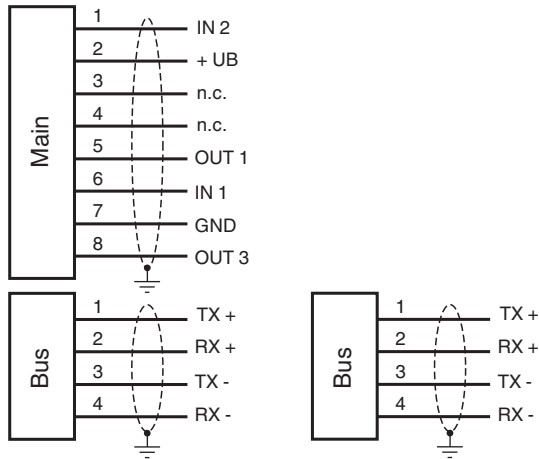 Main
1 IN 2
2 + UB
3 n.c.
4 n.c.
5 OUT 1
6 IN 1
7 GND
8 OUT 3
Bus
1 TX +
2 RX +
3 TX -
4 RX -
Bus
1 TX +
2 RX +
3 TX -
4 RX -